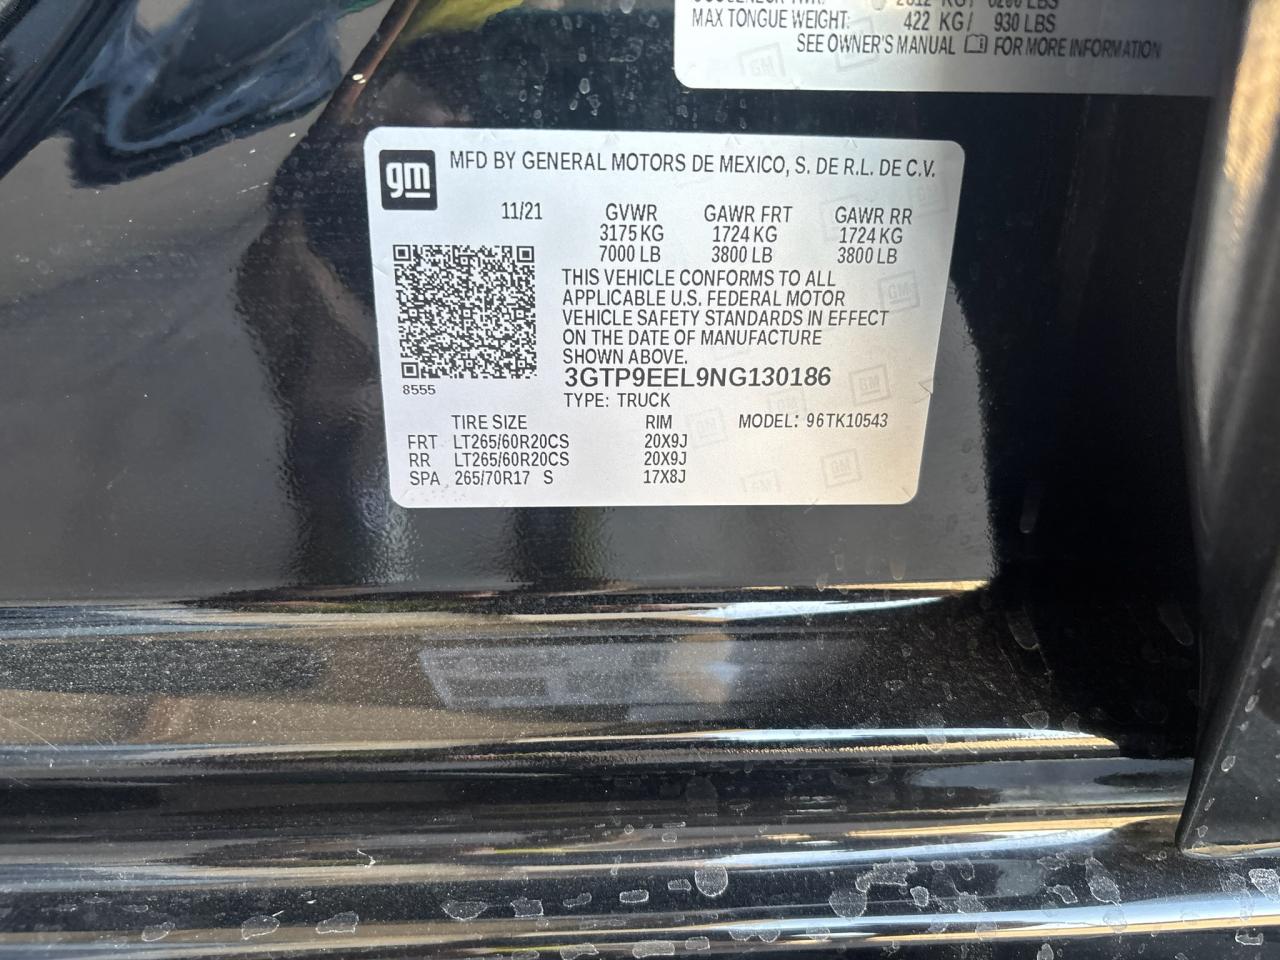 MAX TONGUE WEIGHT: 422 KG/ 930 LBS
SEE OWNER'S MANUAL FOR MORE INFORMATION
gm MFD BY GENERAL MOTORS DE MEXICO, S. DE R.L. DE C.V.
11/21 GVWR GAWR FRT GAWR RR
3175 KG 1724 KG 1724 KG
7000 LB 3800 LB 3800 LB
THIS VEHICLE CONFORMS TO ALL
APPLICABLE U.S. FEDERAL MOTOR
VEHICLE SAFETY STANDARDS IN EFFECT
ON THE DATE OF MANUFACTURE
SHOWN ABOVE.
8555
3GTP9EEL9NG130186
TYPE: TRUCK
TIRE SIZE RIM MODEL: 96TK10543
FRT LT265/60R20CS 20X9J
RR LT265/60R20CS 20X9J
SPA 265/70R17 S 17X8J